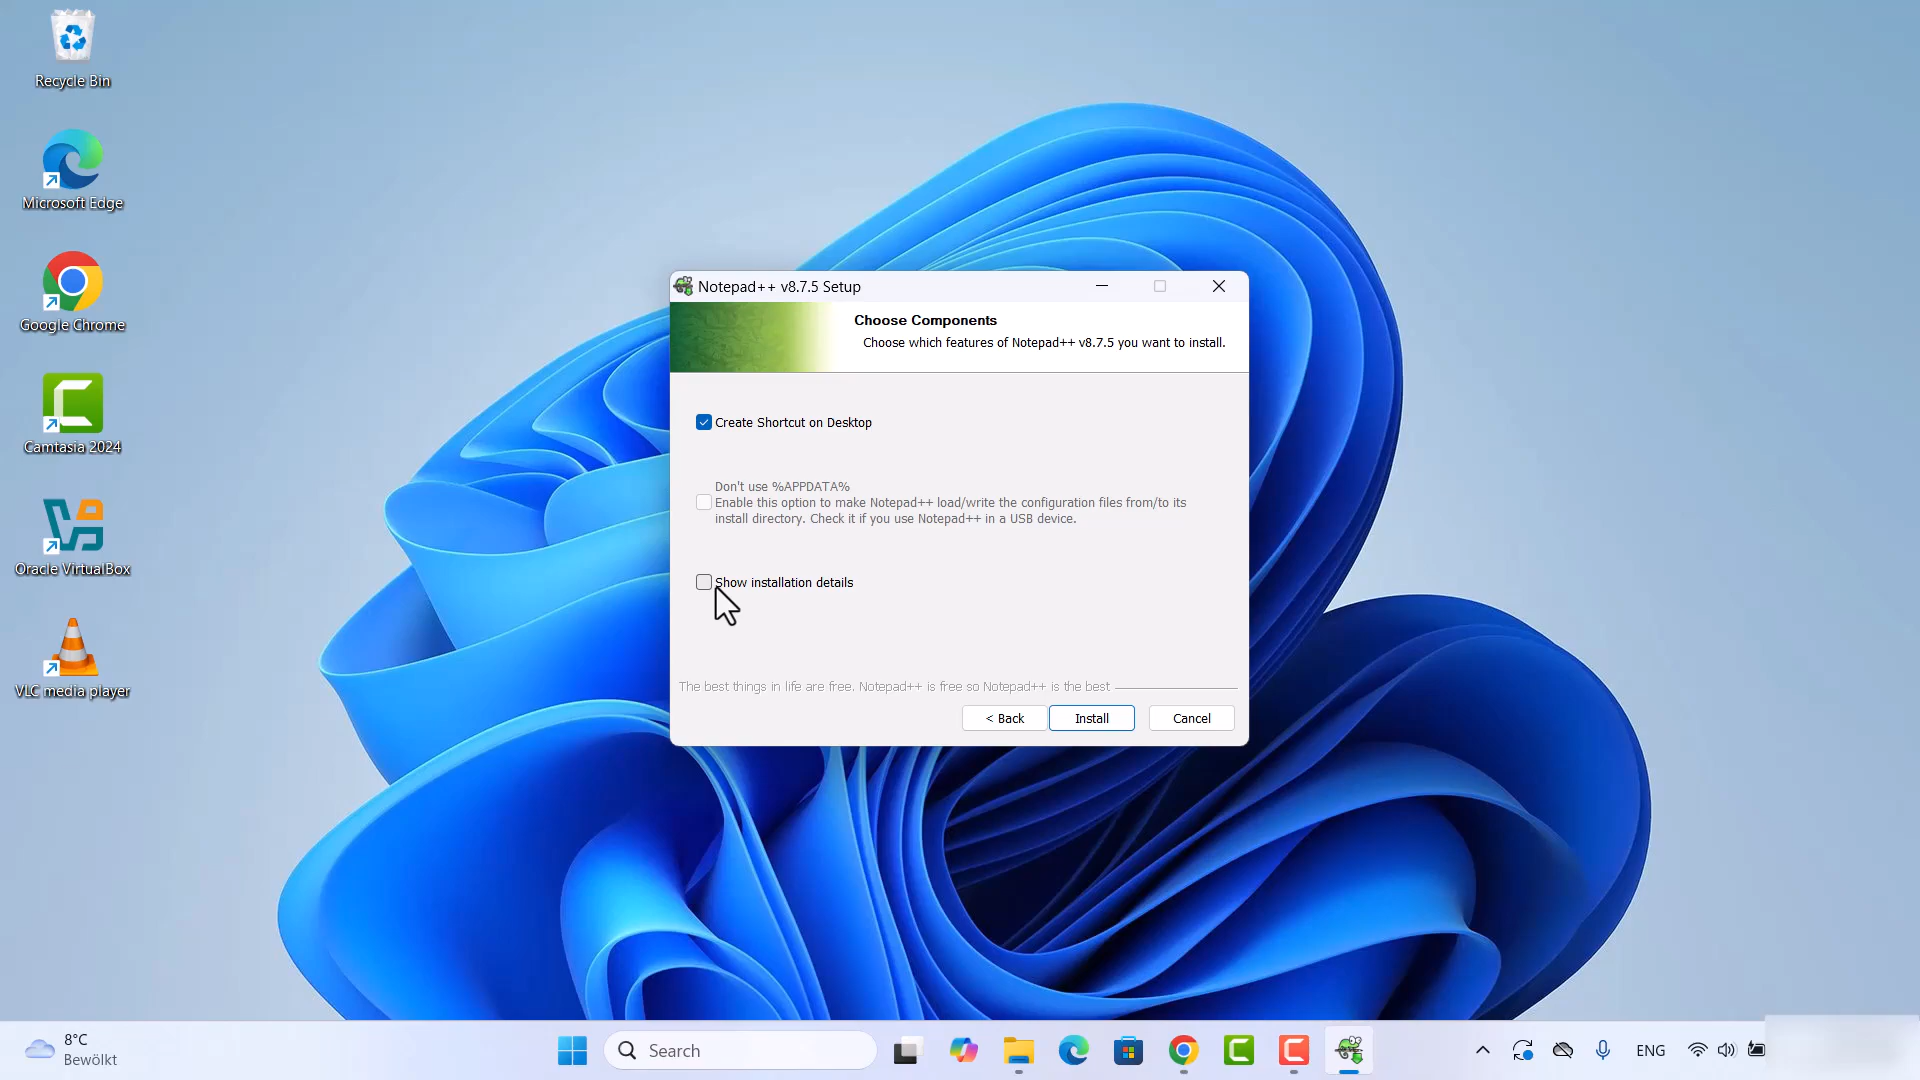 Recycle Bin
Microsoft Edge
Google Chrome
Camtasia 2024
Oracle VirtualBox
VLC media player
Notepad++ v8.7.5 Setup
Choose Components
Choose which features of Notepad++ v8.7.5 you want to install.
Create Shortcut on Desktop
Don't use %APPDATA%
Enable this option to make Notepad++ load/write the configuration files from/to its
install directory. Check it if you use Notepad++ in a USB device.
Show installation details
The best things in life are free. Notepad++ is free so Notepad++ is the best
< Back
Install
Cancel
8°C
Bewölkt
Search
ENG